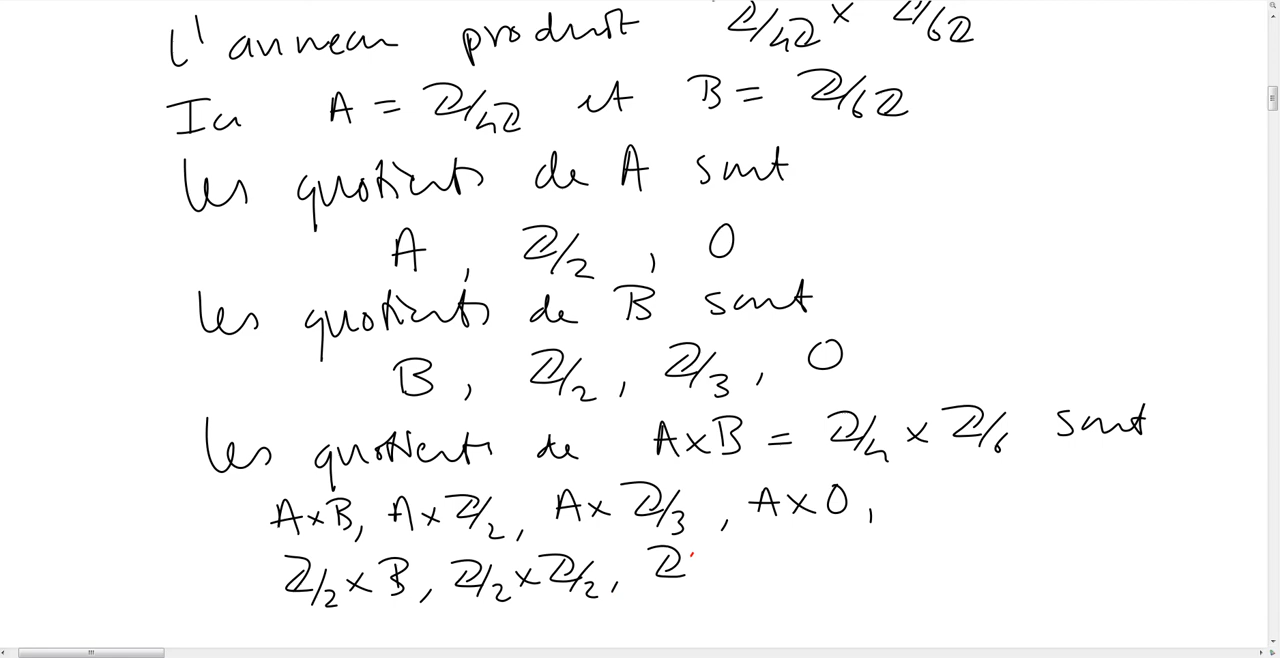 L'anneau produit ℤ/4ℤ × ℤ/6ℤ
Ici A = ℤ/4ℤ et B = ℤ/6ℤ
les quotients de A sont
A, ℤ/2, 0
les quotients de B sont
B, ℤ/2, ℤ/3, 0
les quotients de A×B = ℤ/4 × ℤ/6 sont
A×B, A×ℤ/2, A×ℤ/3, A×0,
ℤ/2×B, ℤ/2×ℤ/2, ℤ